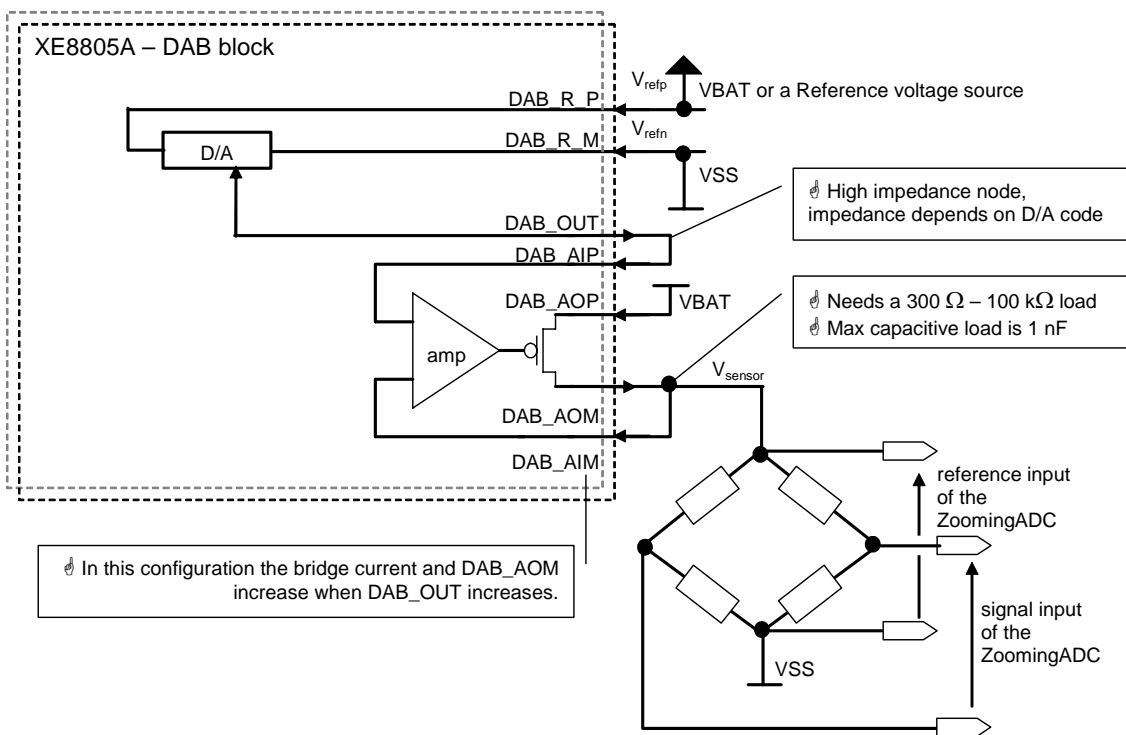 XE8805A – DAB block
V_refp
VBAT or a Reference voltage source
DAB_R_P
V_refn
DAB_R_M
D/A
VSS
☝ High impedance node,
impedance depends on D/A code
DAB_OUT
DAB_AIP
DAB_AOP
VBAT
☝ Needs a 300 Ω – 100 kΩ load
☝ Max capacitive load is 1 nF
amp
V_sensor
DAB_AOM
DAB_AIM
reference input
of the
ZoomingADC
☝ In this configuration the bridge current and DAB_AOM
increase when DAB_OUT increases.
signal input
of the
ZoomingADC
VSS